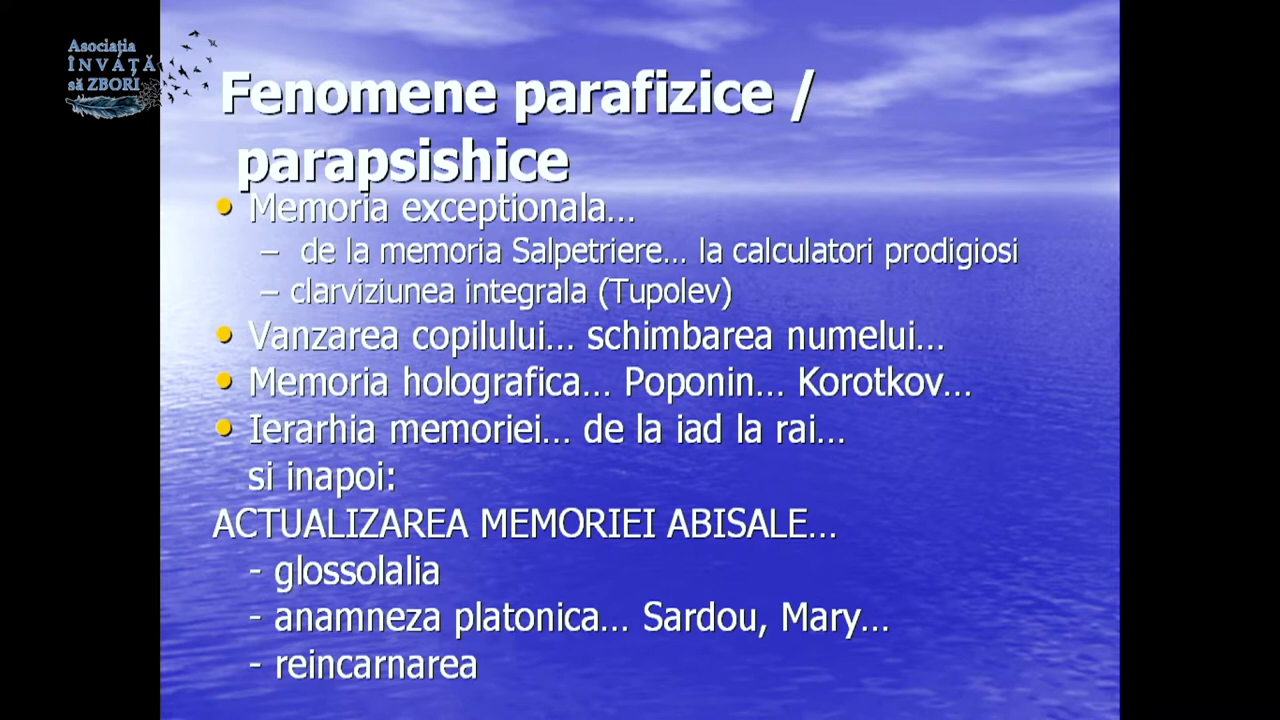 Asociația
ÎNVAȚĂ
să ZBORI
Fenomene parafizice /
parapsishice
• Memoria exceptionala…
– de la memoria Salpetriere… la calculatori prodigiosi
– clarviziunea integrala (Tupolev)
• Vanzarea copilului… schimbarea numelui…
• Memoria holografica… Poponin… Korotkov…
• Ierarhia memoriei… de la iad la rai…
si inapoi:
ACTUALIZAREA MEMORIEI ABISALE…
- glossolalia
- anamneza platonica… Sardou, Mary…
- reincarnarea